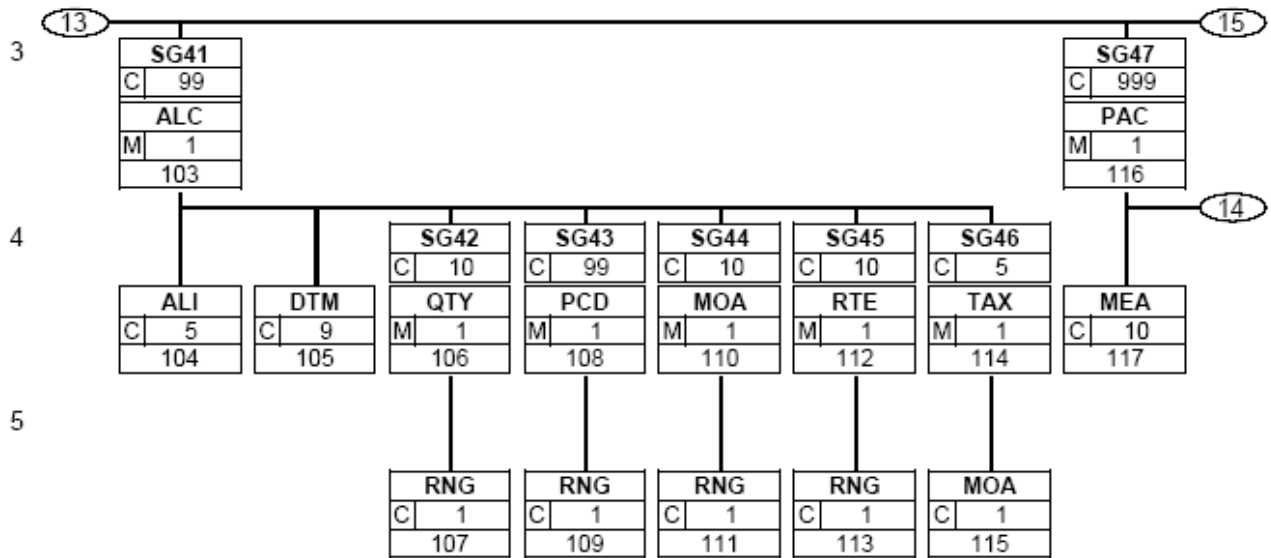 13 15
3
SG41 SG47
C 99 C 999
ALC PAC
M 1 M 1
103 116
14
4
SG42 SG43 SG44 SG45 SG46
C 10 C 99 C 10 C 10 C 5
ALI DTM QTY PCD MOA RTE TAX MEA
C 5 C 9 M 1 M 1 M 1 M 1 M 1 C 10
104 105 106 108 110 112 114 117
5
RNG RNG RNG RNG MOA
C 1 C 1 C 1 C 1 C 1
107 109 111 113 115